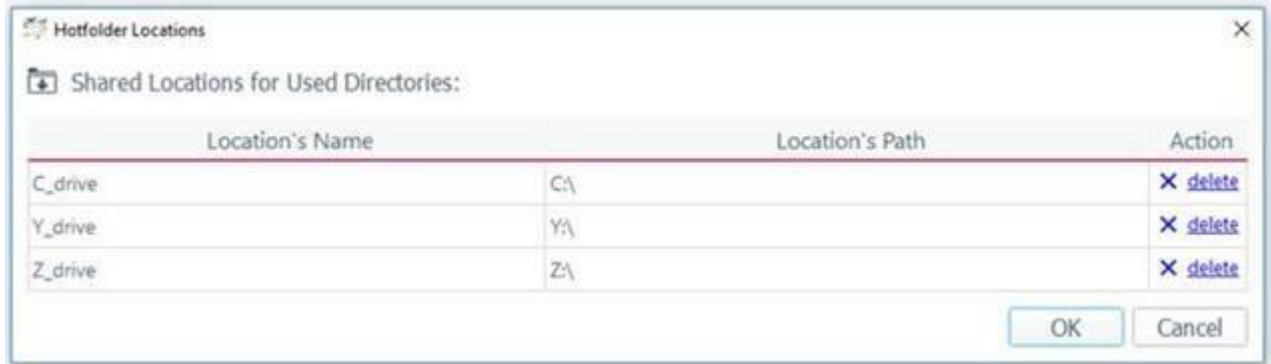 Hotfolder Locations
Shared Locations for Used Directories:
Location's Name Location's Path Action
C_drive C:\ delete
Y_drive Y:\ delete
Z_drive Z:\ delete
OK Cancel